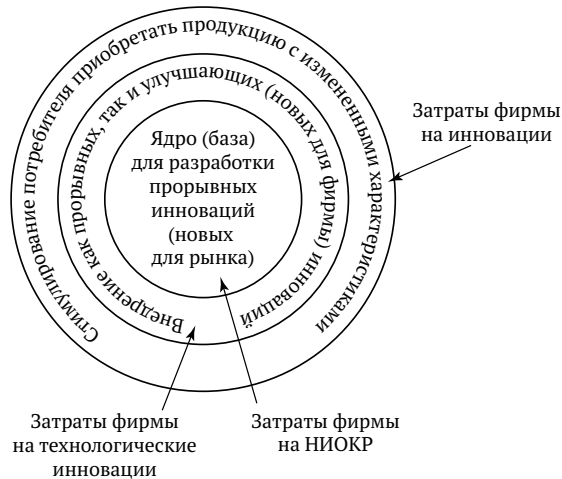 Стимулирование потребителя приобретать продукцию с измененными характеристиками
Внедрение как прорывных, так и улучшающих (новых для фирмы) инноваций
Ядро (база)
для разработки
прорывных
инноваций
(новых
для рынка)
Затраты фирмы
на инновации
Затраты фирмы
на технологические
инновации
Затраты фирмы
на НИОКР